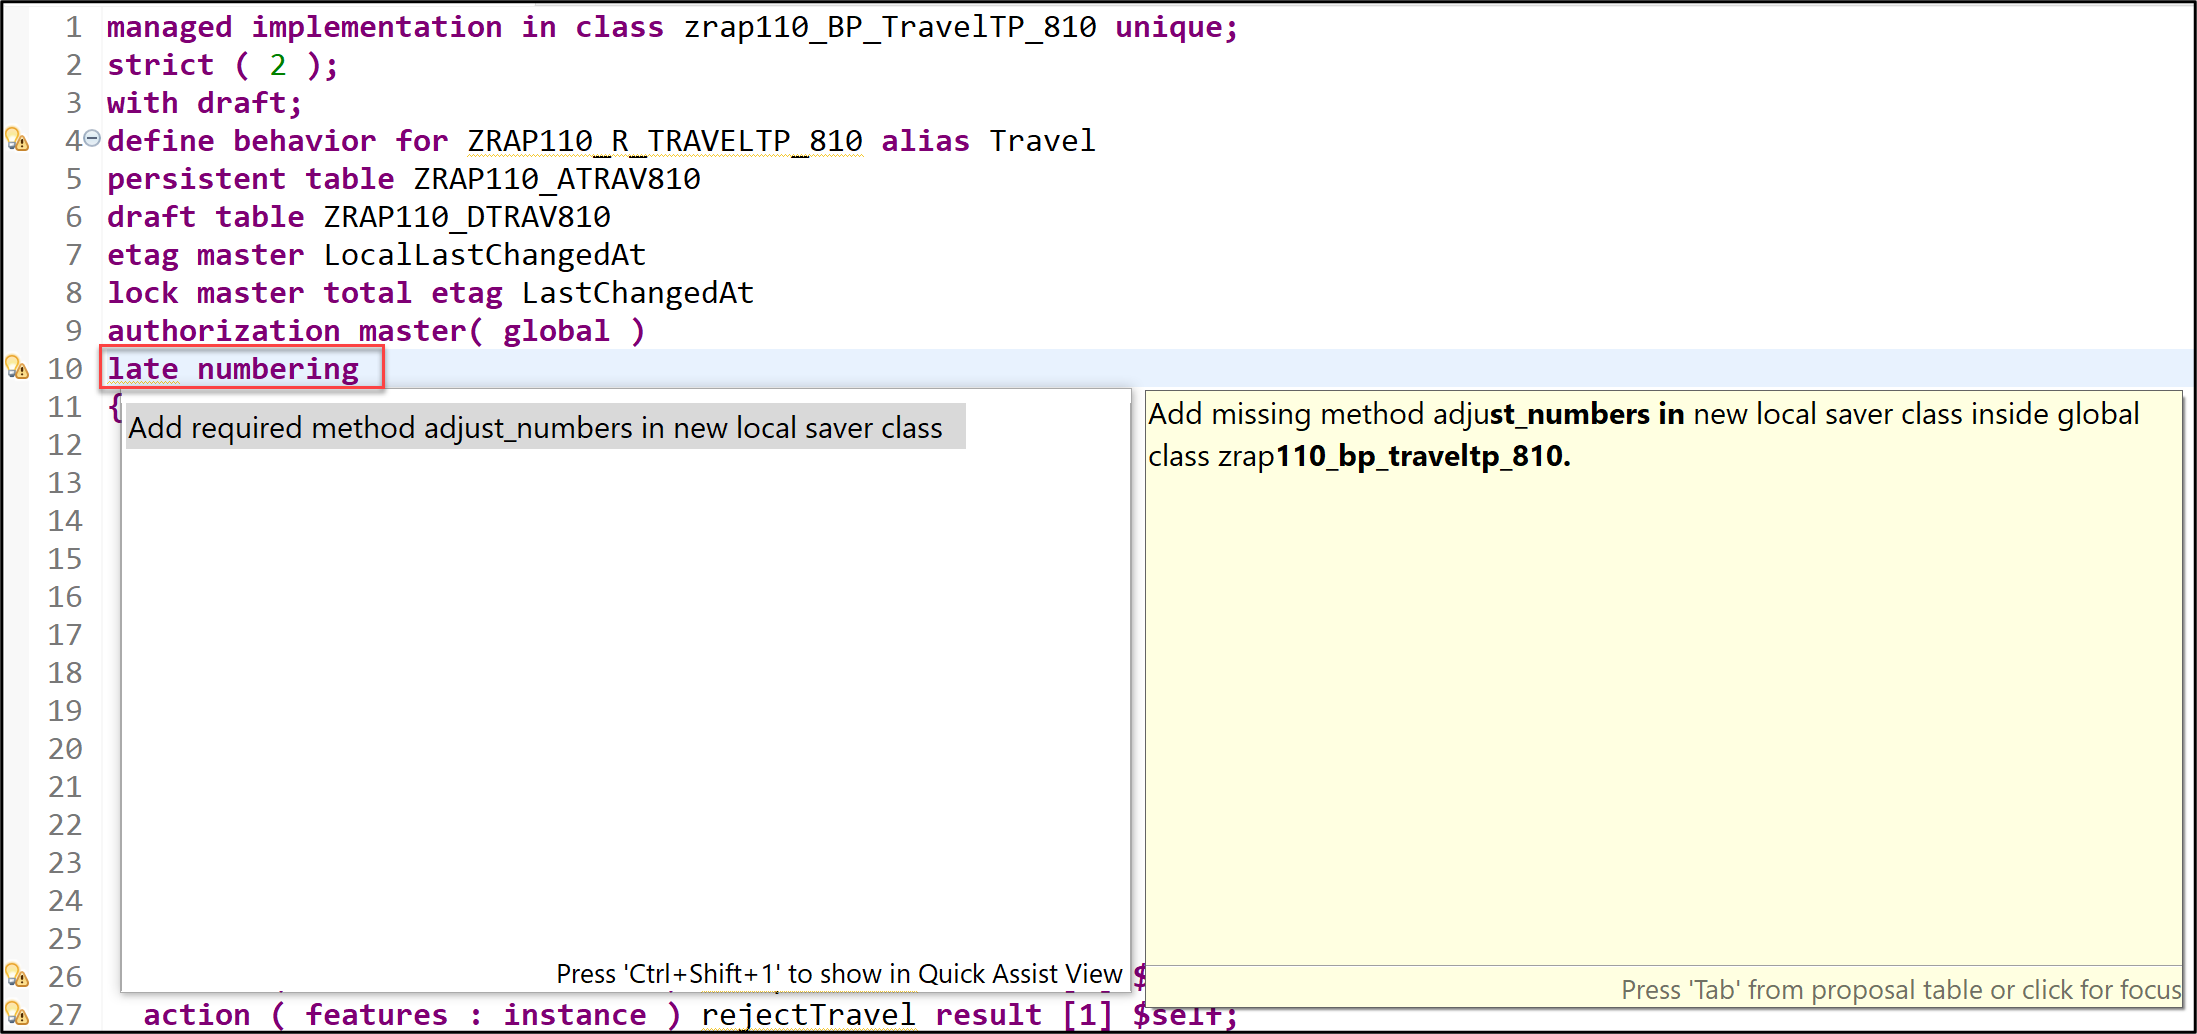 1 managed implementation in class zrap110_BP_TravelTP_810 unique;
2 strict ( 2 );
3 with draft;
4 define behavior for ZRAP110_R_TRAVELTP_810 alias Travel
5 persistent table ZRAP110_ATRAV810
6 draft table ZRAP110_DTRAV810
7 etag master LocalLastChangedAt
8 lock master total etag LastChangedAt
9 authorization master( global )
10 late numbering
11 {
Add required method adjust_numbers in new local saver class
Add missing method adjust_numbers in new local saver class inside global
class zrap110_bp_traveltp_810.
12
13
14
15
16
17
18
19
20
21
22
23
24
25
Press 'Ctrl+Shift+1' to show in Quick Assist View
Press 'Tab' from proposal table or click for focus
26
27 action ( features : instance ) rejectTravel result [1] $self;